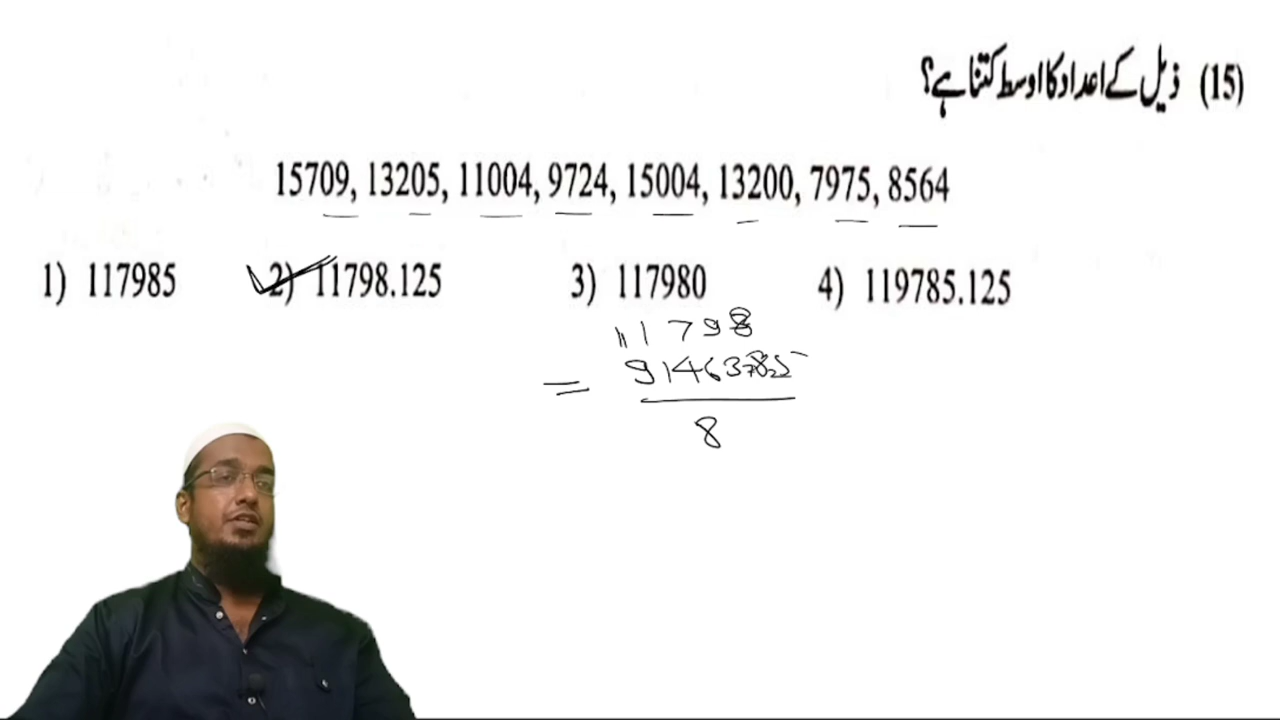 (15) ذیل کے اعداد کا اوسط کتنا ہے؟
15709, 13205, 11004, 9724, 15004, 13200, 7975, 8564
1) 117985 2) 11798.125 3) 117980 4) 119785.125
11798
=
8